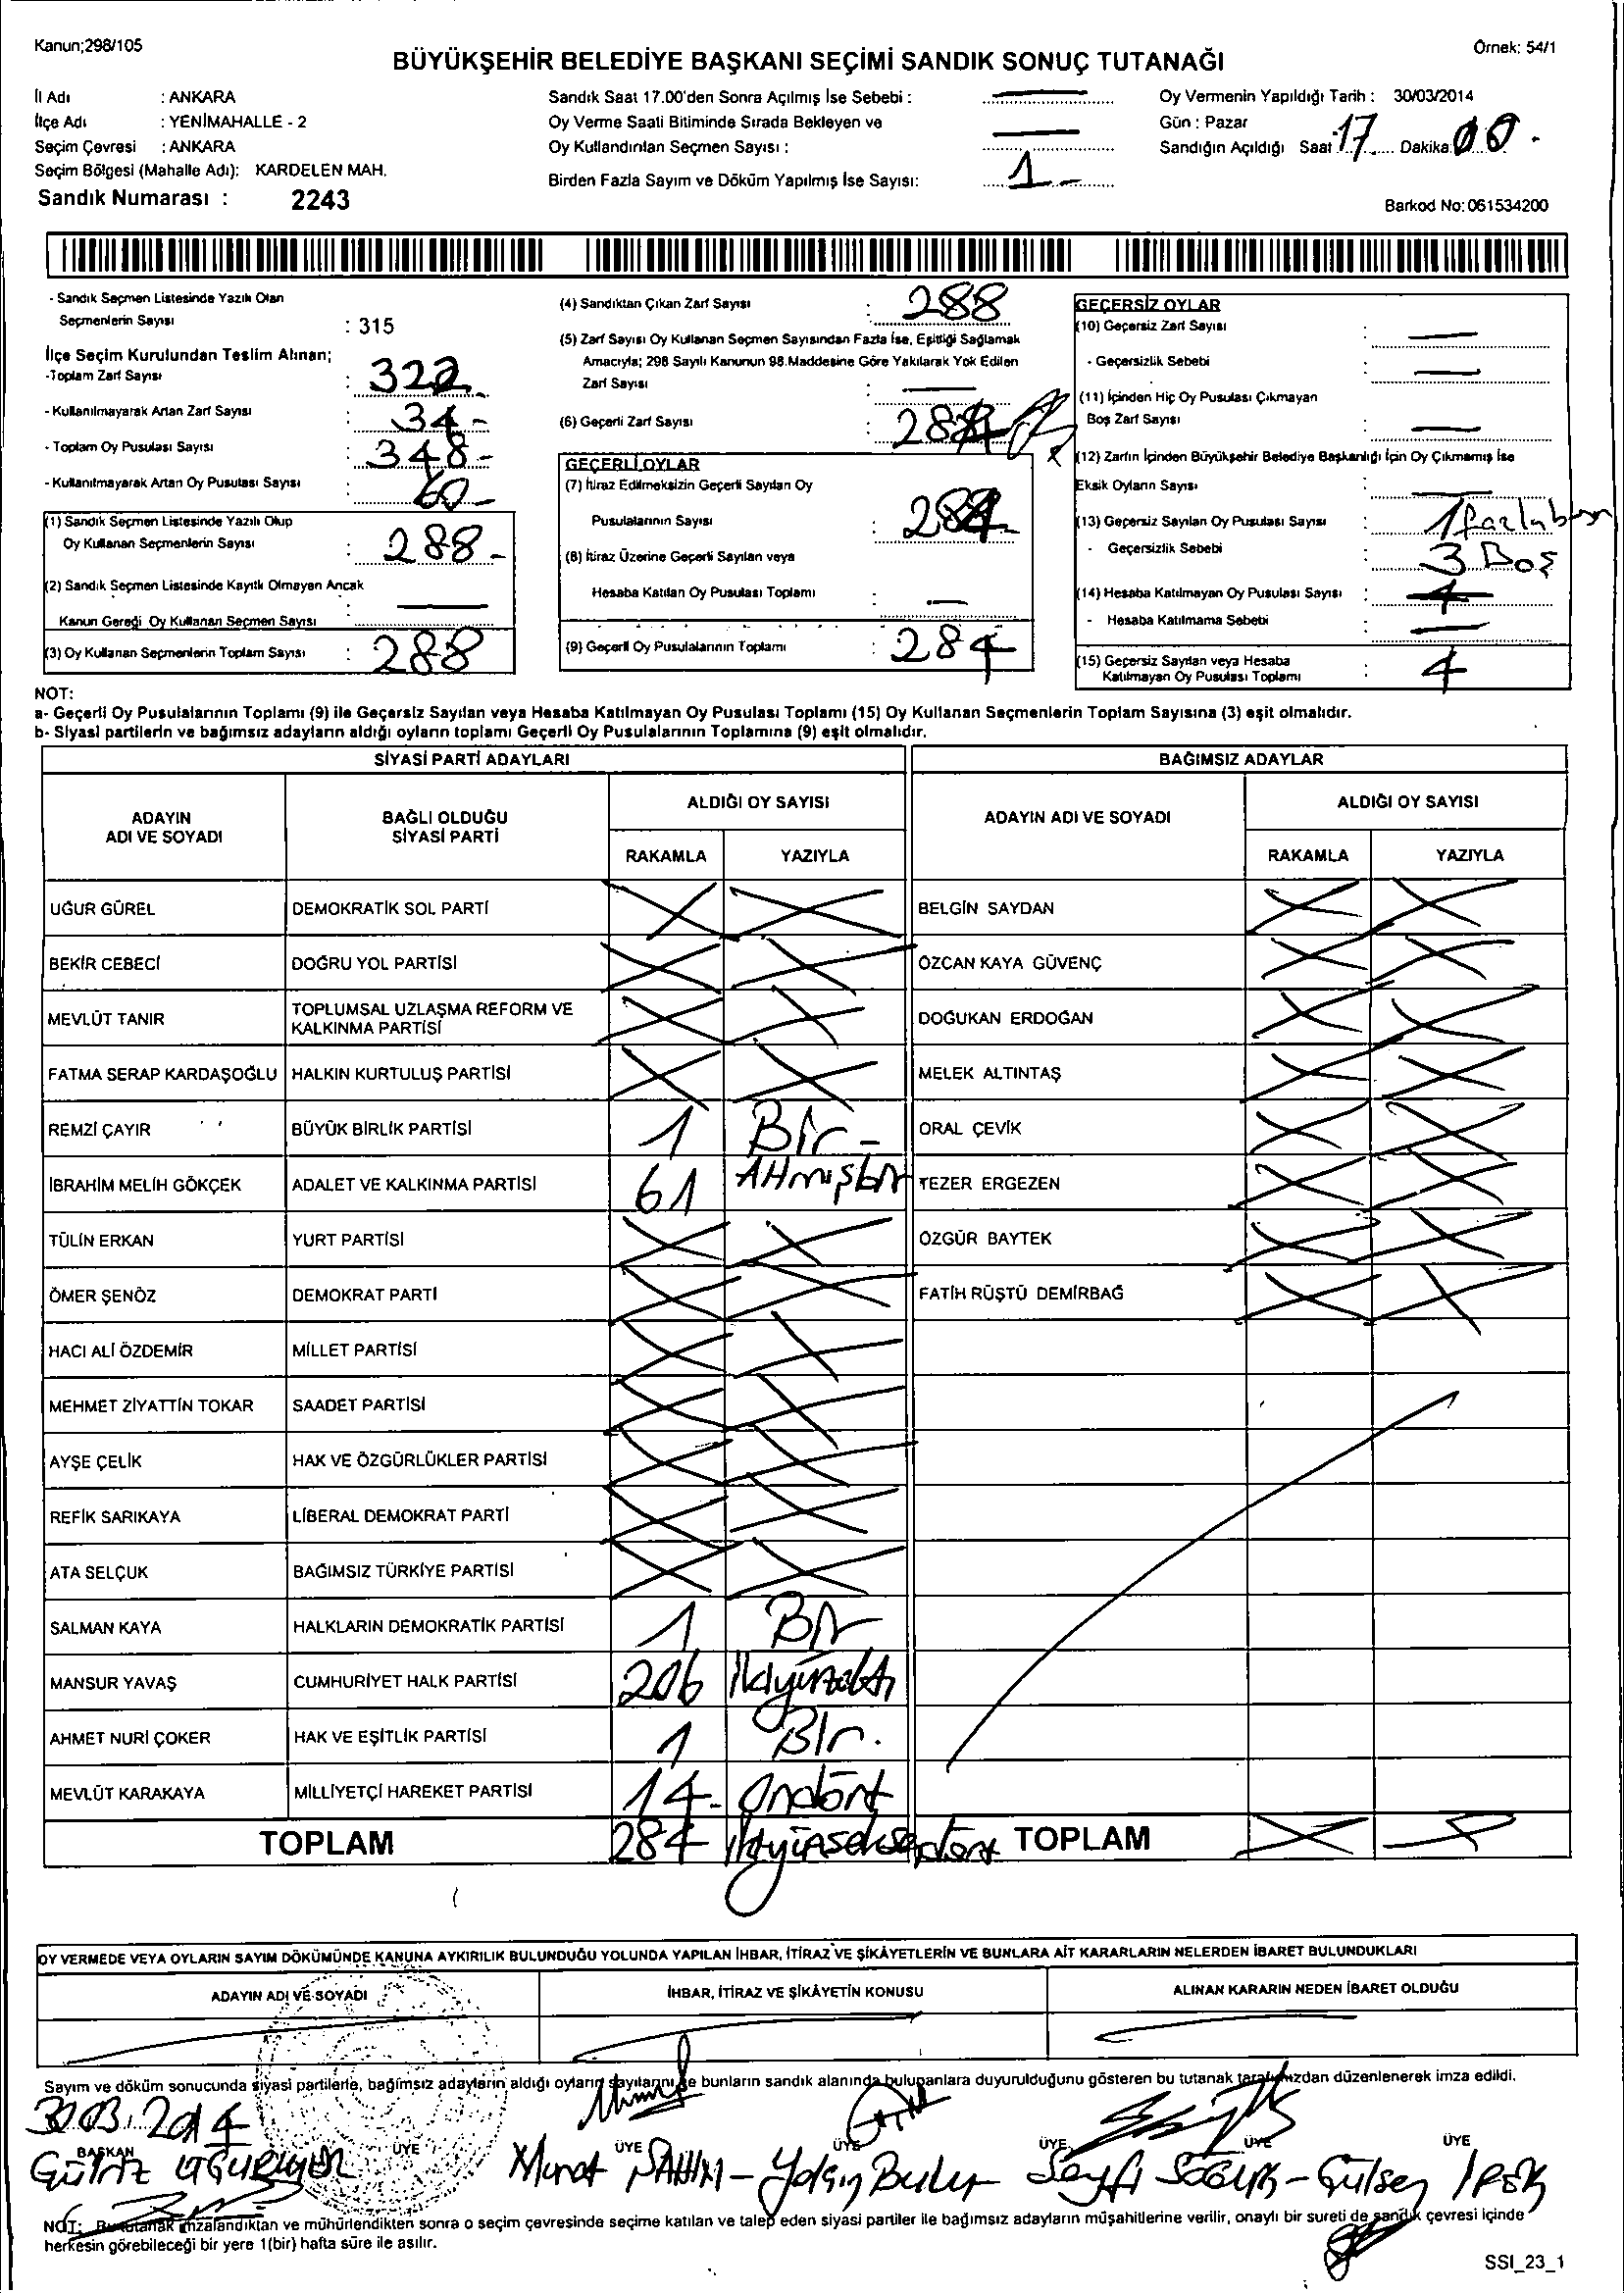 Kanun;298/105
Örnek: 54/1
BÜYÜKŞEHİR BELEDİYE BAŞKANI SEÇİMİ SANDIK SONUÇ TUTANAĞI
İl Adı : ANKARA
İlçe Adı : YENİMAHALLE - 2
Seçim Çevresi : ANKARA
Seçim Bölgesi (Mahalle Adı): KARDELEN MAH.
Sandık Numarası : 2243
Sandık Saat 17.00'den Sonra Açılmış İse Sebebi : —
Oy Verme Saati Bitiminde Sırada Bekleyen ve
Oy Kullandırılan Seçmen Sayısı : —
Birden Fazla Sayım ve Döküm Yapılmış İse Sayısı: 1 -
Oy Vermenin Yapıldığı Tarih : 30/03/2014
Gün : Pazar
Sandığın Açıldığı Saat 17 Dakika: 00.
Barkod No: 061534200
- Sandık Seçmen Listesinde Yazılı Olan
Seçmenlerin Sayısı : 315
İlçe Seçim Kurulundan Teslim Alınan;
-Toplam Zarf Sayısı : 322
- Kullanılmayarak Artan Zarf Sayısı : 34-
- Toplam Oy Pusulası Sayısı : 348-
- Kullanılmayarak Artan Oy Pusulası Sayısı : 60-
(1) Sandık Seçmen Listesinde Yazılı Olup
Oy Kullanan Seçmenlerin Sayısı : 288-
(2) Sandık Seçmen Listesinde Kayıtlı Olmayan Ancak
Kanun Gereği Oy Kullanan Seçmen Sayısı : —
(3) Oy Kullanan Seçmenlerin Toplam Sayısı : 288
(4) Sandıktan Çıkan Zarf Sayısı : 288
(5) Zarf Sayısı Oy Kullanan Seçmen Sayısından Fazla İse, Eşitliği Sağlamak
Amacıyla; 298 Sayılı Kanunun 98.Maddesine Göre Yakılarak Yok Edilen
Zarf Sayısı : —
(6) Geçerli Zarf Sayısı :
GEÇERLİ OYLAR
(7) İtiraz Edilmeksizin Geçerli Sayılan Oy
Pusulalarının Sayısı : 284
(8) İtiraz Üzerine Geçerli Sayılan veya
Hesaba Katılan Oy Pusulası Toplamı : —
(9) Geçerli Oy Pusulalarının Toplamı : 284
GEÇERSİZ OYLAR
(10) Geçersiz Zarf Sayısı : —
- Geçersizlik Sebebi : —
(11) İçinden Hiç Oy Pusulası Çıkmayan
Boş Zarf Sayısı : —
(12) Zarfın İçinden Büyükşehir Belediye Başkanlığı İçin Oy Çıkmamış İse
Eksik Oyların Sayısı : —
(13) Geçersiz Sayılan Oy Pusulası Sayısı : 1 fazla
- Geçersizlik Sebebi : 3 Boş
(14) Hesaba Katılmayan Oy Pusulası Sayısı :
- Hesaba Katılmama Sebebi : —
(15) Geçersiz Sayılan veya Hesaba
Katılmayan Oy Pusulası Toplamı : 4
NOT:
a- Geçerli Oy Pusulalarının Toplamı (9) ile Geçersiz Sayılan veya Hesaba Katılmayan Oy Pusulası Toplamı (15) Oy Kullanan Seçmenlerin Toplam Sayısına (3) eşit olmalıdır.
b- Siyasi partilerin ve bağımsız adayların aldığı oyların toplamı Geçerli Oy Pusulalarının Toplamına (9) eşit olmalıdır.
SİYASİ PARTİ ADAYLARI
BAĞIMSIZ ADAYLAR
ADAYIN ADI VE SOYADI
BAĞLI OLDUĞU SİYASİ PARTİ
ALDIĞI OY SAYISI
RAKAMLA YAZIYLA
ADAYIN ADI VE SOYADI
ALDIĞI OY SAYISI
RAKAMLA YAZIYLA
UĞUR GÜREL DEMOKRATİK SOL PARTİ
BELGİN SAYDAN
BEKİR CEBECİ DOĞRU YOL PARTİSİ
ÖZCAN KAYA GÜVENÇ
MEVLÜT TANIR TOPLUMSAL UZLAŞMA REFORM VE
KALKINMA PARTİSİ
DOĞUKAN ERDOĞAN
FATMA SERAP KARDAŞOĞLU HALKIN KURTULUŞ PARTİSİ
MELEK ALTINTAŞ
REMZİ ÇAYIR BÜYÜK BİRLİK PARTİSİ 1 Bir-
ORAL ÇEVİK
İBRAHİM MELİH GÖKÇEK ADALET VE KALKINMA PARTİSİ 61 Altmışbir
TEZER ERGEZEN
TÜLİN ERKAN YURT PARTİSİ
ÖZGÜR BAYTEK
ÖMER ŞENÖZ DEMOKRAT PARTİ
FATİH RÜŞTÜ DEMİRBAĞ
HACI ALİ ÖZDEMİR MİLLET PARTİSİ
MEHMET ZİYATTİN TOKAR SAADET PARTİSİ
AYŞE ÇELİK HAK VE ÖZGÜRLÜKLER PARTİSİ
REFİK SARIKAYA LİBERAL DEMOKRAT PARTİ
ATA SELÇUK BAĞIMSIZ TÜRKİYE PARTİSİ
SALMAN KAYA HALKLARIN DEMOKRATİK PARTİSİ 1 Bir
MANSUR YAVAŞ CUMHURİYET HALK PARTİSİ 206 İkiyüzaltı
AHMET NURİ ÇOKER HAK VE EŞİTLİK PARTİSİ 1 Bir.
MEVLÜT KARAKAYA MİLLİYETÇİ HAREKET PARTİSİ 14- Ondört
TOPLAM 284 ikiyüzseksendört TOPLAM
OY VERMEDE VEYA OYLARIN SAYIM DÖKÜMÜNDE KANUNA AYKIRILIK BULUNDUĞU YOLUNDA YAPILAN İHBAR, İTİRAZ VE ŞİKÂYETLERİN VE BUNLARA AİT KARARLARIN NELERDEN İBARET BULUNDUKLARI
ADAYIN ADI VE SOYADI
İHBAR, İTİRAZ VE ŞİKÂYETİN KONUSU
ALINAN KARARIN NEDEN İBARET OLDUĞU
Sayım ve döküm sonucunda siyasi partilerle, bağımsız adayların aldığı oyların sayılarını ve bunların sandık alanında bulunanlara duyurulduğunu gösteren bu tutanak tarafımızdan düzenlenerek imza edildi.
30.03.2014
BAŞKAN ÜYE ÜYE ÜYE ÜYE ÜYE ÜYE
Murat ŞAHİN - Yalçın Bulur Seyfi - Gülsen İPEK
NOT: Bu tutanak imzalandıktan ve mühürlendikten sonra o seçim çevresinde seçime katılan ve talep eden siyasi partiler ile bağımsız adayların müşahitlerine verilir, onaylı bir sureti de sandık çevresi içinde
herkesin görebileceği bir yere 1(bir) hafta süre ile asılır.
SSI_23_1